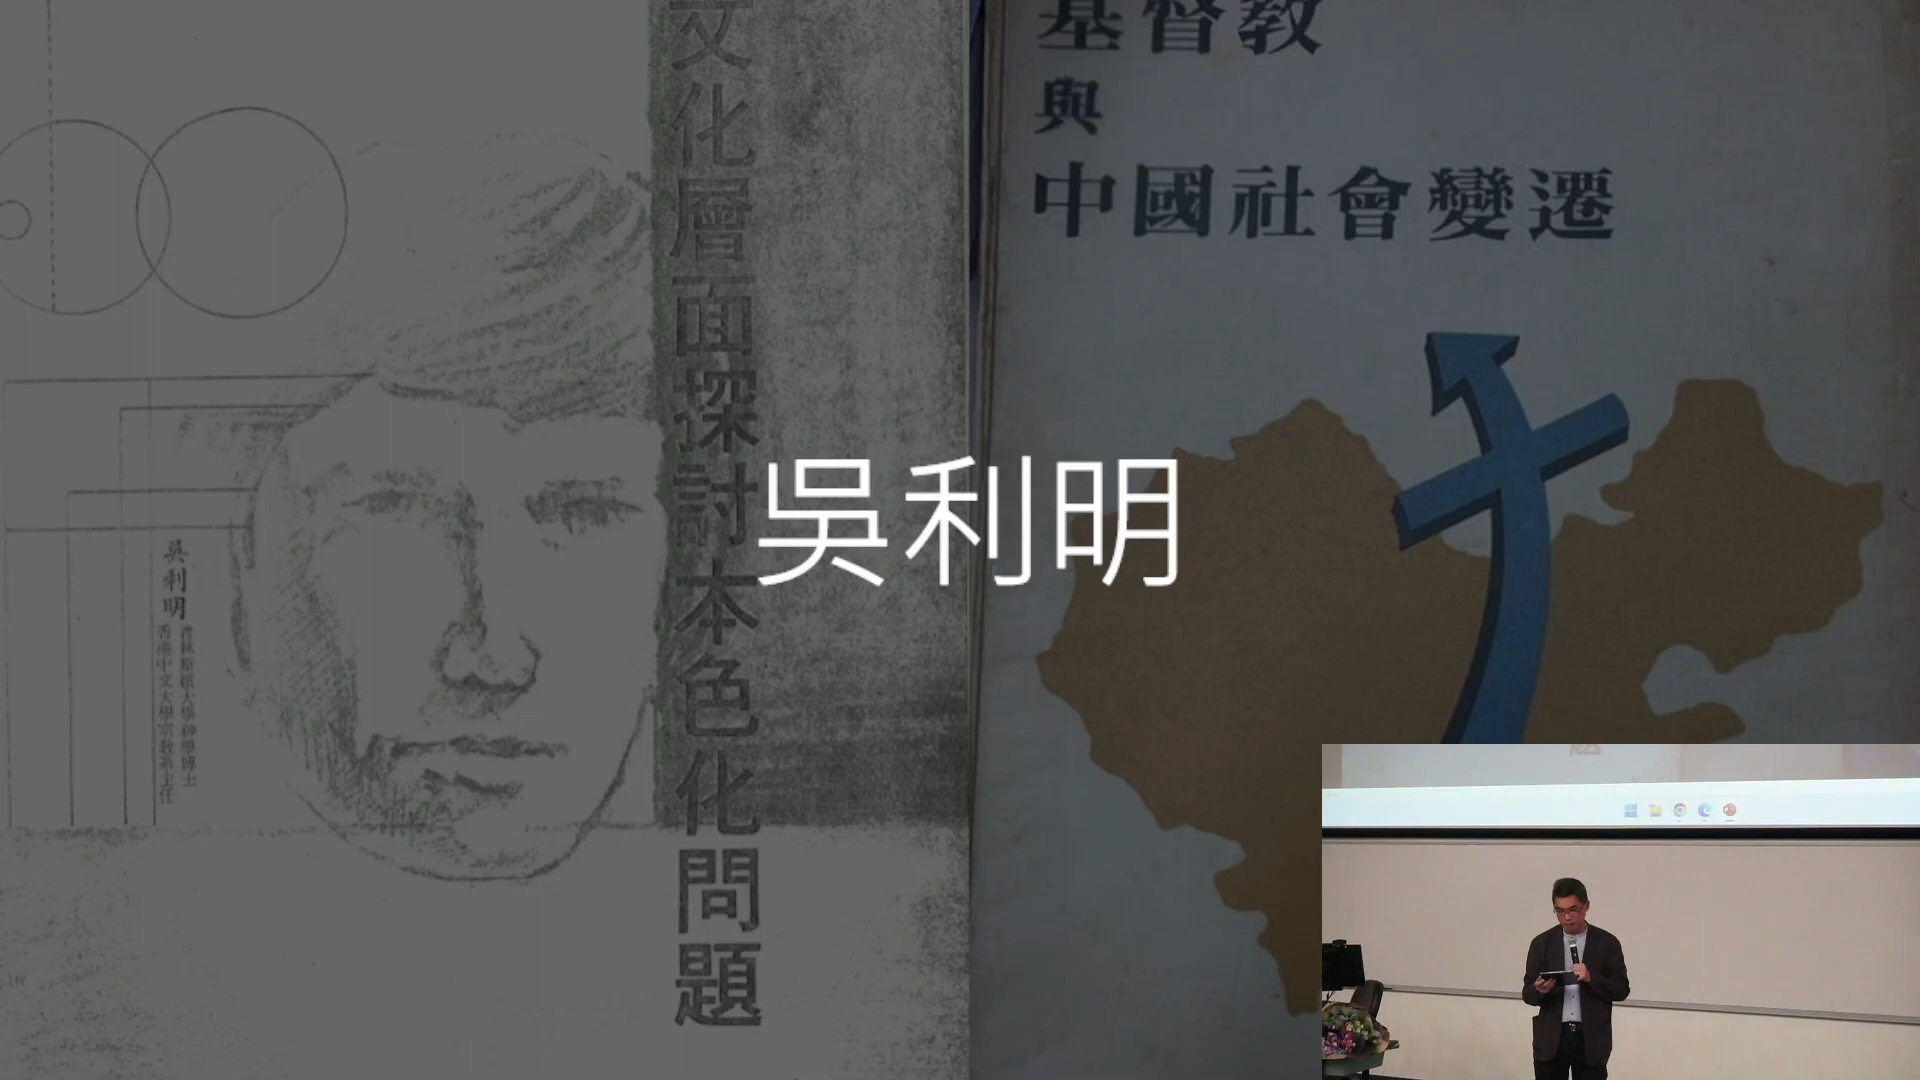 文化層面探討本色化問題
吳利明
普林斯頓大學神學博士
香港中文大學宗教系主任
基督教
與
中國社會變遷
吳利明